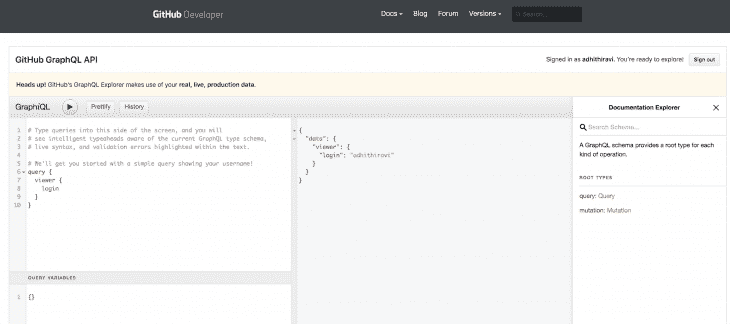 GitHub Developer
Docs Blog Forum Versions Search...
GitHub GraphQL API
Signed in as adhithiravi. You're ready to explore! Sign out
Heads up! GitHub's GraphQL Explorer makes use of your real, live, production data.
GraphiQL Prettify History
1 # Type queries into this side of the screen, and you will
2 # see intelligent typeaheads aware of the current GraphQL type schema,
3 # live syntax, and validation errors highlighted within the text.
4
5 # We'll get you started with a simple query showing your username!
6 query {
7 viewer {
8 login
9 }
10 }
QUERY VARIABLES
1 {}
{
"data": {
"viewer": {
"login": "adhithiravi"
}
}
}
Documentation Explorer
Search Schema...
A GraphQL schema provides a root type for each
kind of operation.
ROOT TYPES
query: Query
mutation: Mutation